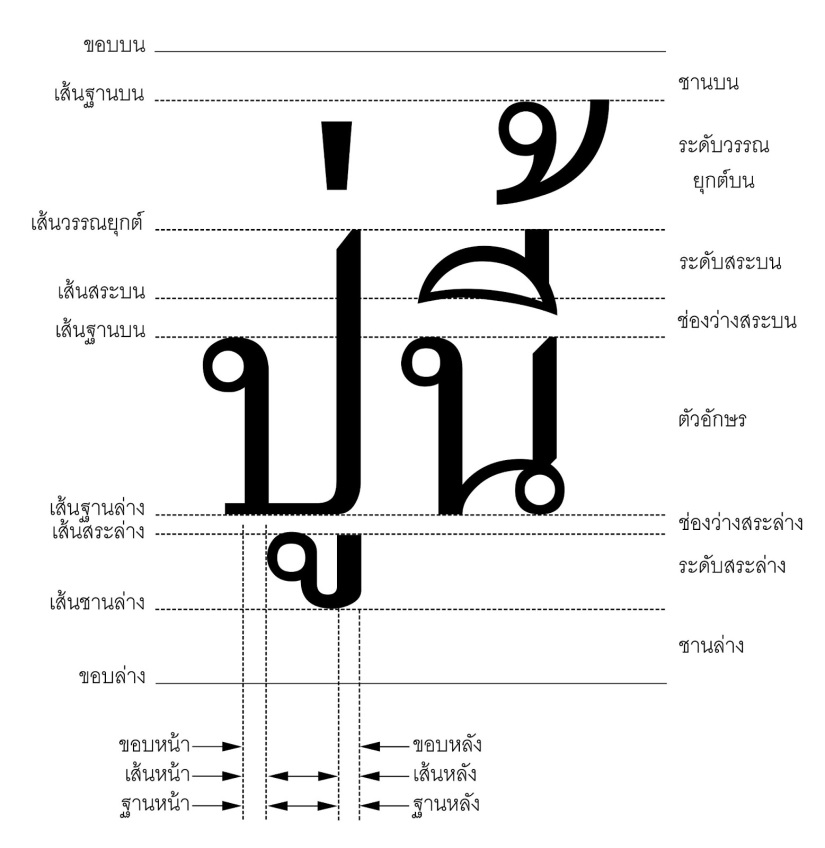 ขอบบน
ชานบน
เส้นฐานบน
ระดับวรรณ
ยุกต์บน
เส้นวรรณยุกต์
ระดับสระบน
เส้นสระบน
ช่องว่างสระบน
เส้นฐานบน
ปู่นี้
ตัวอักษร
เส้นฐานล่าง
ช่องว่างสระล่าง
เส้นสระล่าง
ระดับสระล่าง
เส้นชานล่าง
ชานล่าง
ขอบล่าง
ขอบหน้า ขอบหลัง
เส้นหน้า เส้นหลัง
ฐานหน้า ฐานหลัง